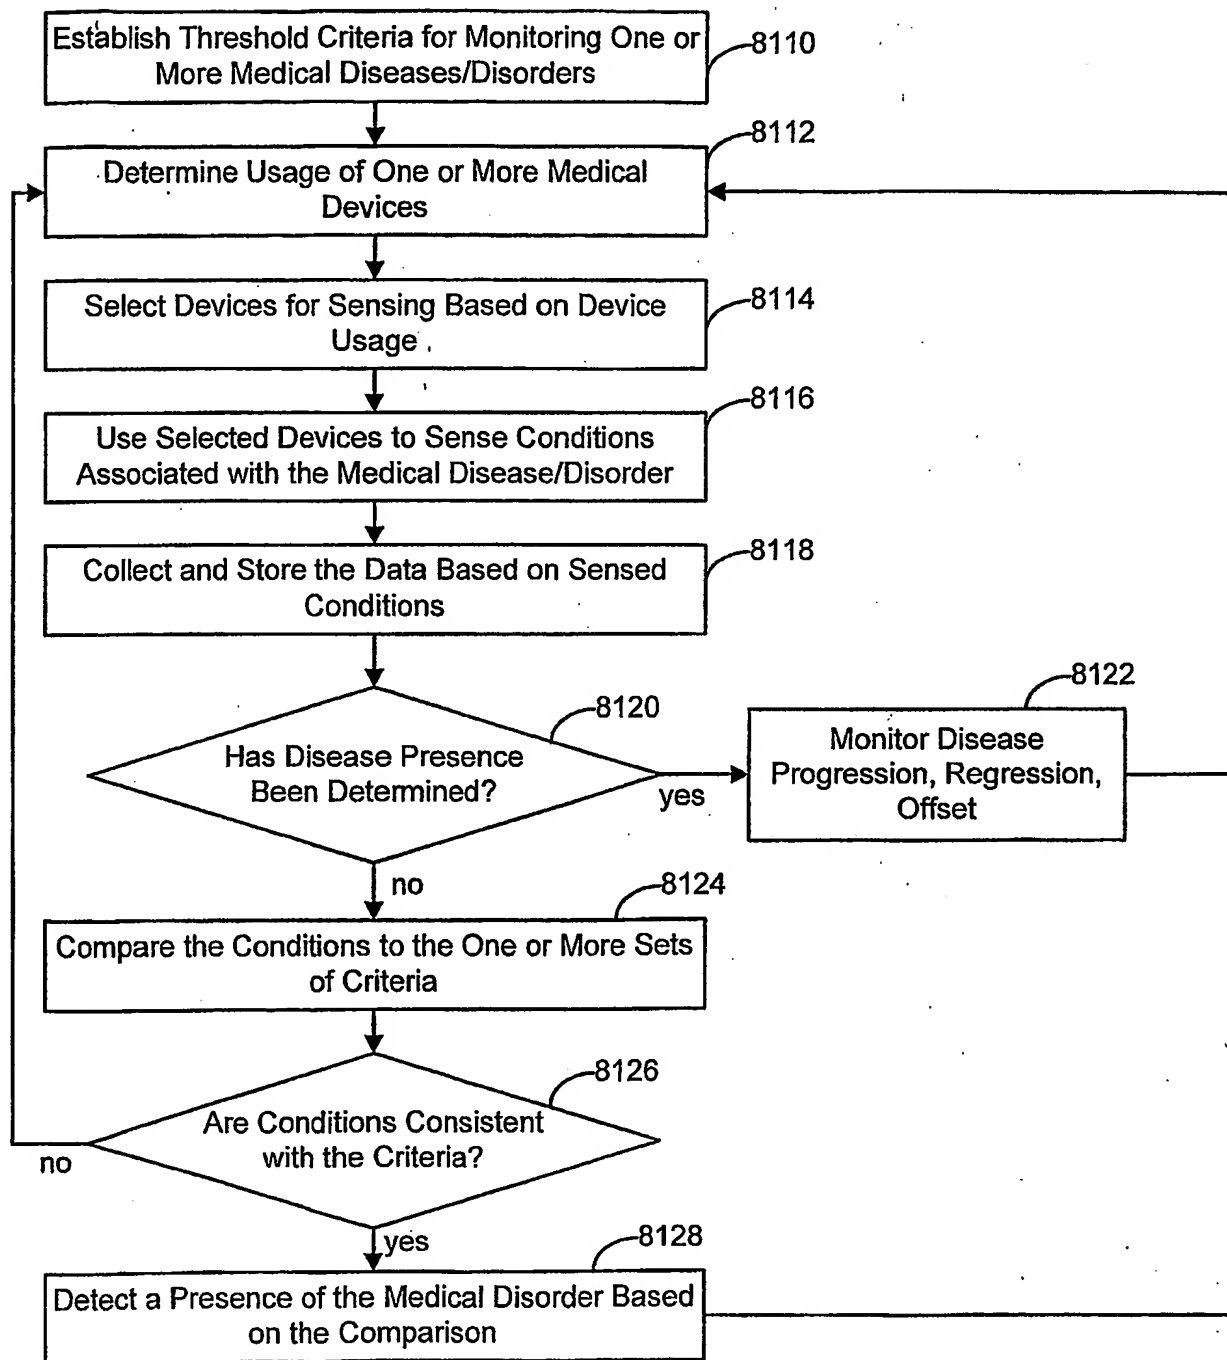 Establish Threshold Criteria for Monitoring One or
More Medical Diseases/Disorders
8110
8112
Determine Usage of One or More Medical
Devices
Select Devices for Sensing Based on Device
Usage
8114
8116
Use Selected Devices to Sense Conditions
Associated with the Medical Disease/Disorder
8118
Collect and Store the Data Based on Sensed
Conditions
8120
Has Disease Presence
Been Determined?
yes
8122
Monitor Disease
Progression, Regression,
Offset
no
8124
Compare the Conditions to the One or More Sets
of Criteria
8126
Are Conditions Consistent
with the Criteria?
no
yes
8128
Detect a Presence of the Medical Disorder Based
on the Comparison